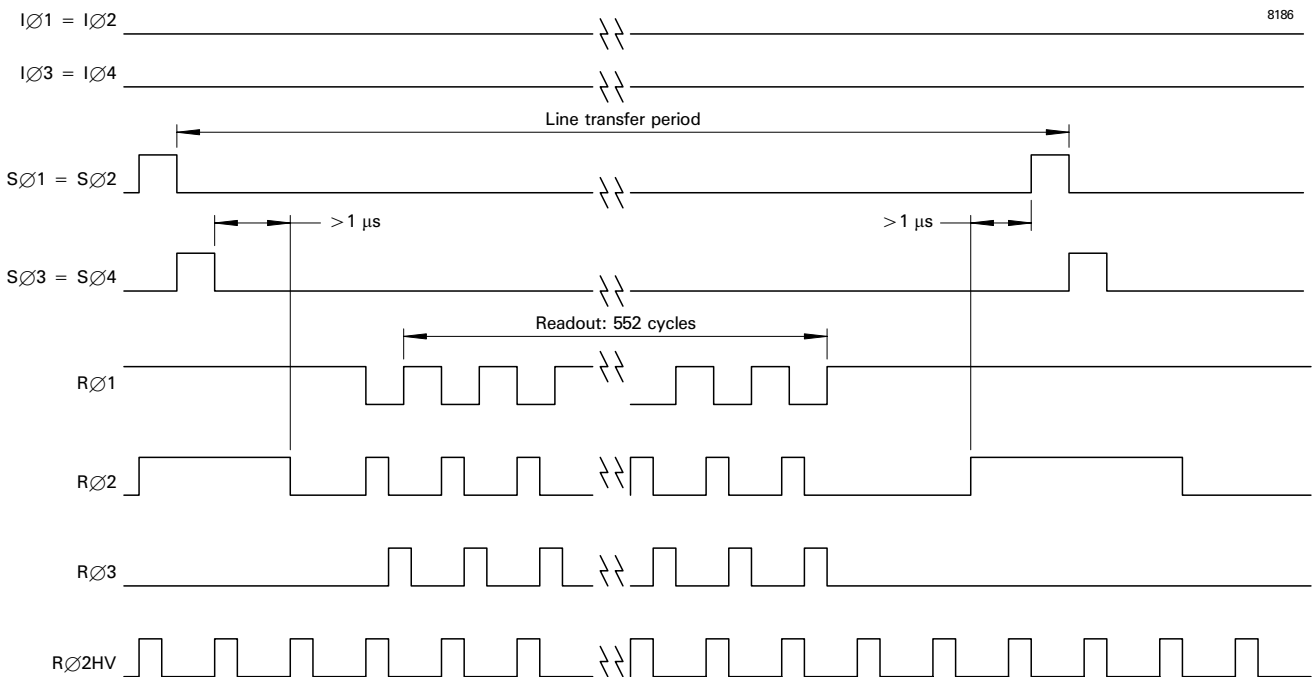 8186
IØ1 = IØ2
IØ3 = IØ4
Line transfer period
SØ1 = SØ2
>1 μs
>1 μs
SØ3 = SØ4
Readout: 552 cycles
RØ1
RØ2
RØ3
RØ2HV